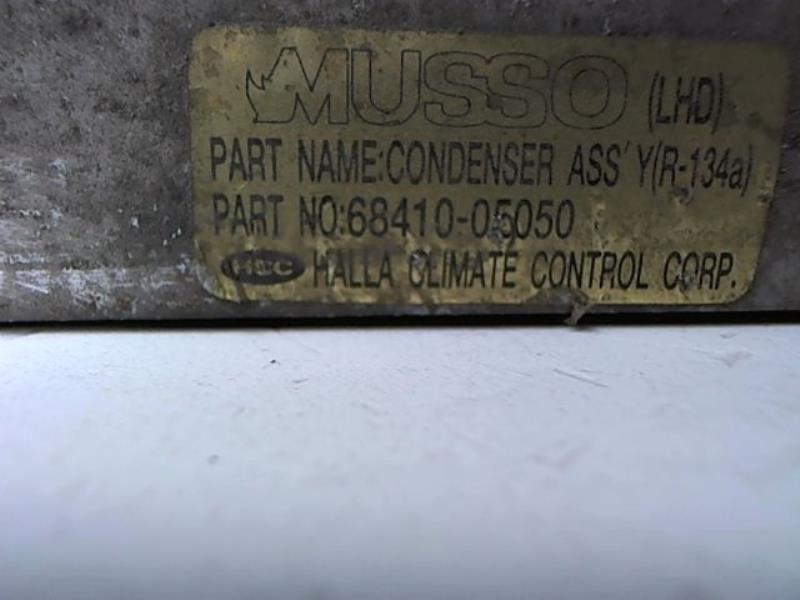 MUSSO (LHD)
PART NAME:CONDENSER ASS'Y(R-134a)
PART NO:68410-05050
HCC HALLA CLIMATE CONTROL CORP.